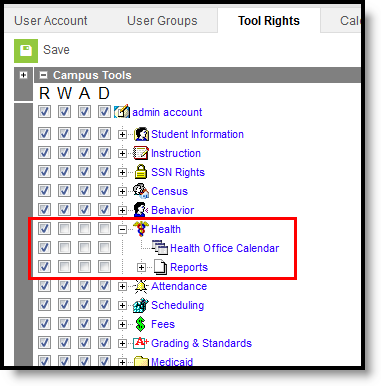 User Account User Groups Tool Rights Cale
Save
Campus Tools
R W A D
admin account
Student Information
Instruction
SSN Rights
Census
Behavior
Health
Health Office Calendar
Reports
Attendance
Scheduling
Fees
A+ Grading & Standards
Medicaid